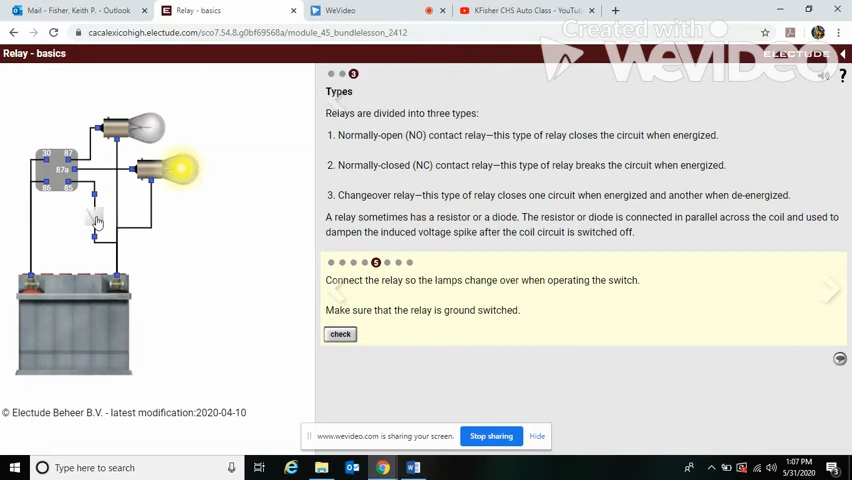 Mail - Fisher, Keith P. - Outlook
Relay - basics
WeVideo
KFisher CHS Auto Class - YouTu
cacalexicohigh.electude.com/sco7.54.8.g0bf69568a/module_45_bundlelesson_2412
Created with
WEVIDEO
Relay - basics
ELECTUDE
?
3
Types
Relays are divided into three types:
1. Normally-open (NO) contact relay—this type of relay closes the circuit when energized.
2. Normally-closed (NC) contact relay—this type of relay breaks the circuit when energized.
3. Changeover relay—this type of relay closes one circuit when energized and another when de-energized.
A relay sometimes has a resistor or a diode. The resistor or diode is connected in parallel across the coil and used to
dampen the induced voltage spike after the coil circuit is switched off.
30 87
87a
86 85
5
Connect the relay so the lamps change over when operating the switch.
Make sure that the relay is ground switched.
check
© Electude Beheer B.V. - latest modification:2020-04-10
www.wevideo.com is sharing your screen.
Stop sharing
Hide
Type here to search
1:07 PM
5/31/2020
3